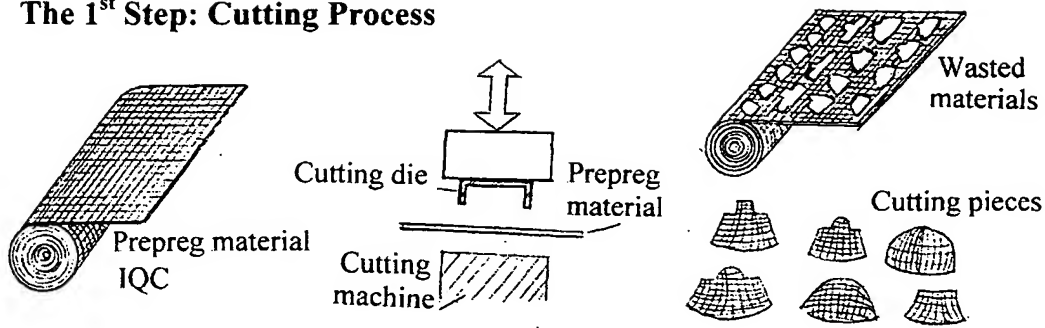 The 1st Step: Cutting Process
Prepreg material
IQC
Cutting die
Prepreg
material
Cutting
machine
Wasted
materials
Cutting pieces